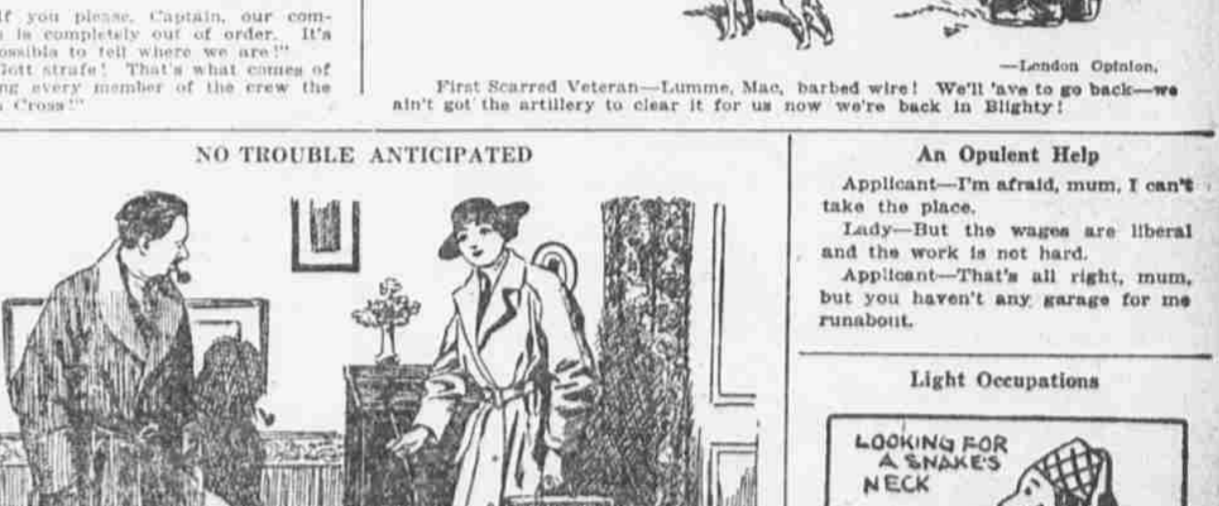 If you please, Captain, our com-
is completely out of order. It's
ossible to tell where we are!"
Gott strafe! That's what comes of
ng every member of the crew the
Cross!"
—London Opinion.
First Scarred Veteran—Lumme, Mac, barbed wire! We'll 'ave to go back—we
ain't got the artillery to clear it for us now we're back in Blighty!
NO TROUBLE ANTICIPATED
An Opulent Help
Applicant—I'm afraid, mum, I can't
take the place.
Lady—But the wages are liberal
and the work is not hard.
Applicant—That's all right, mum,
but you haven't any garage for me
runabout.
Light Occupations
LOOKING FOR
A SNAKE'S
NECK